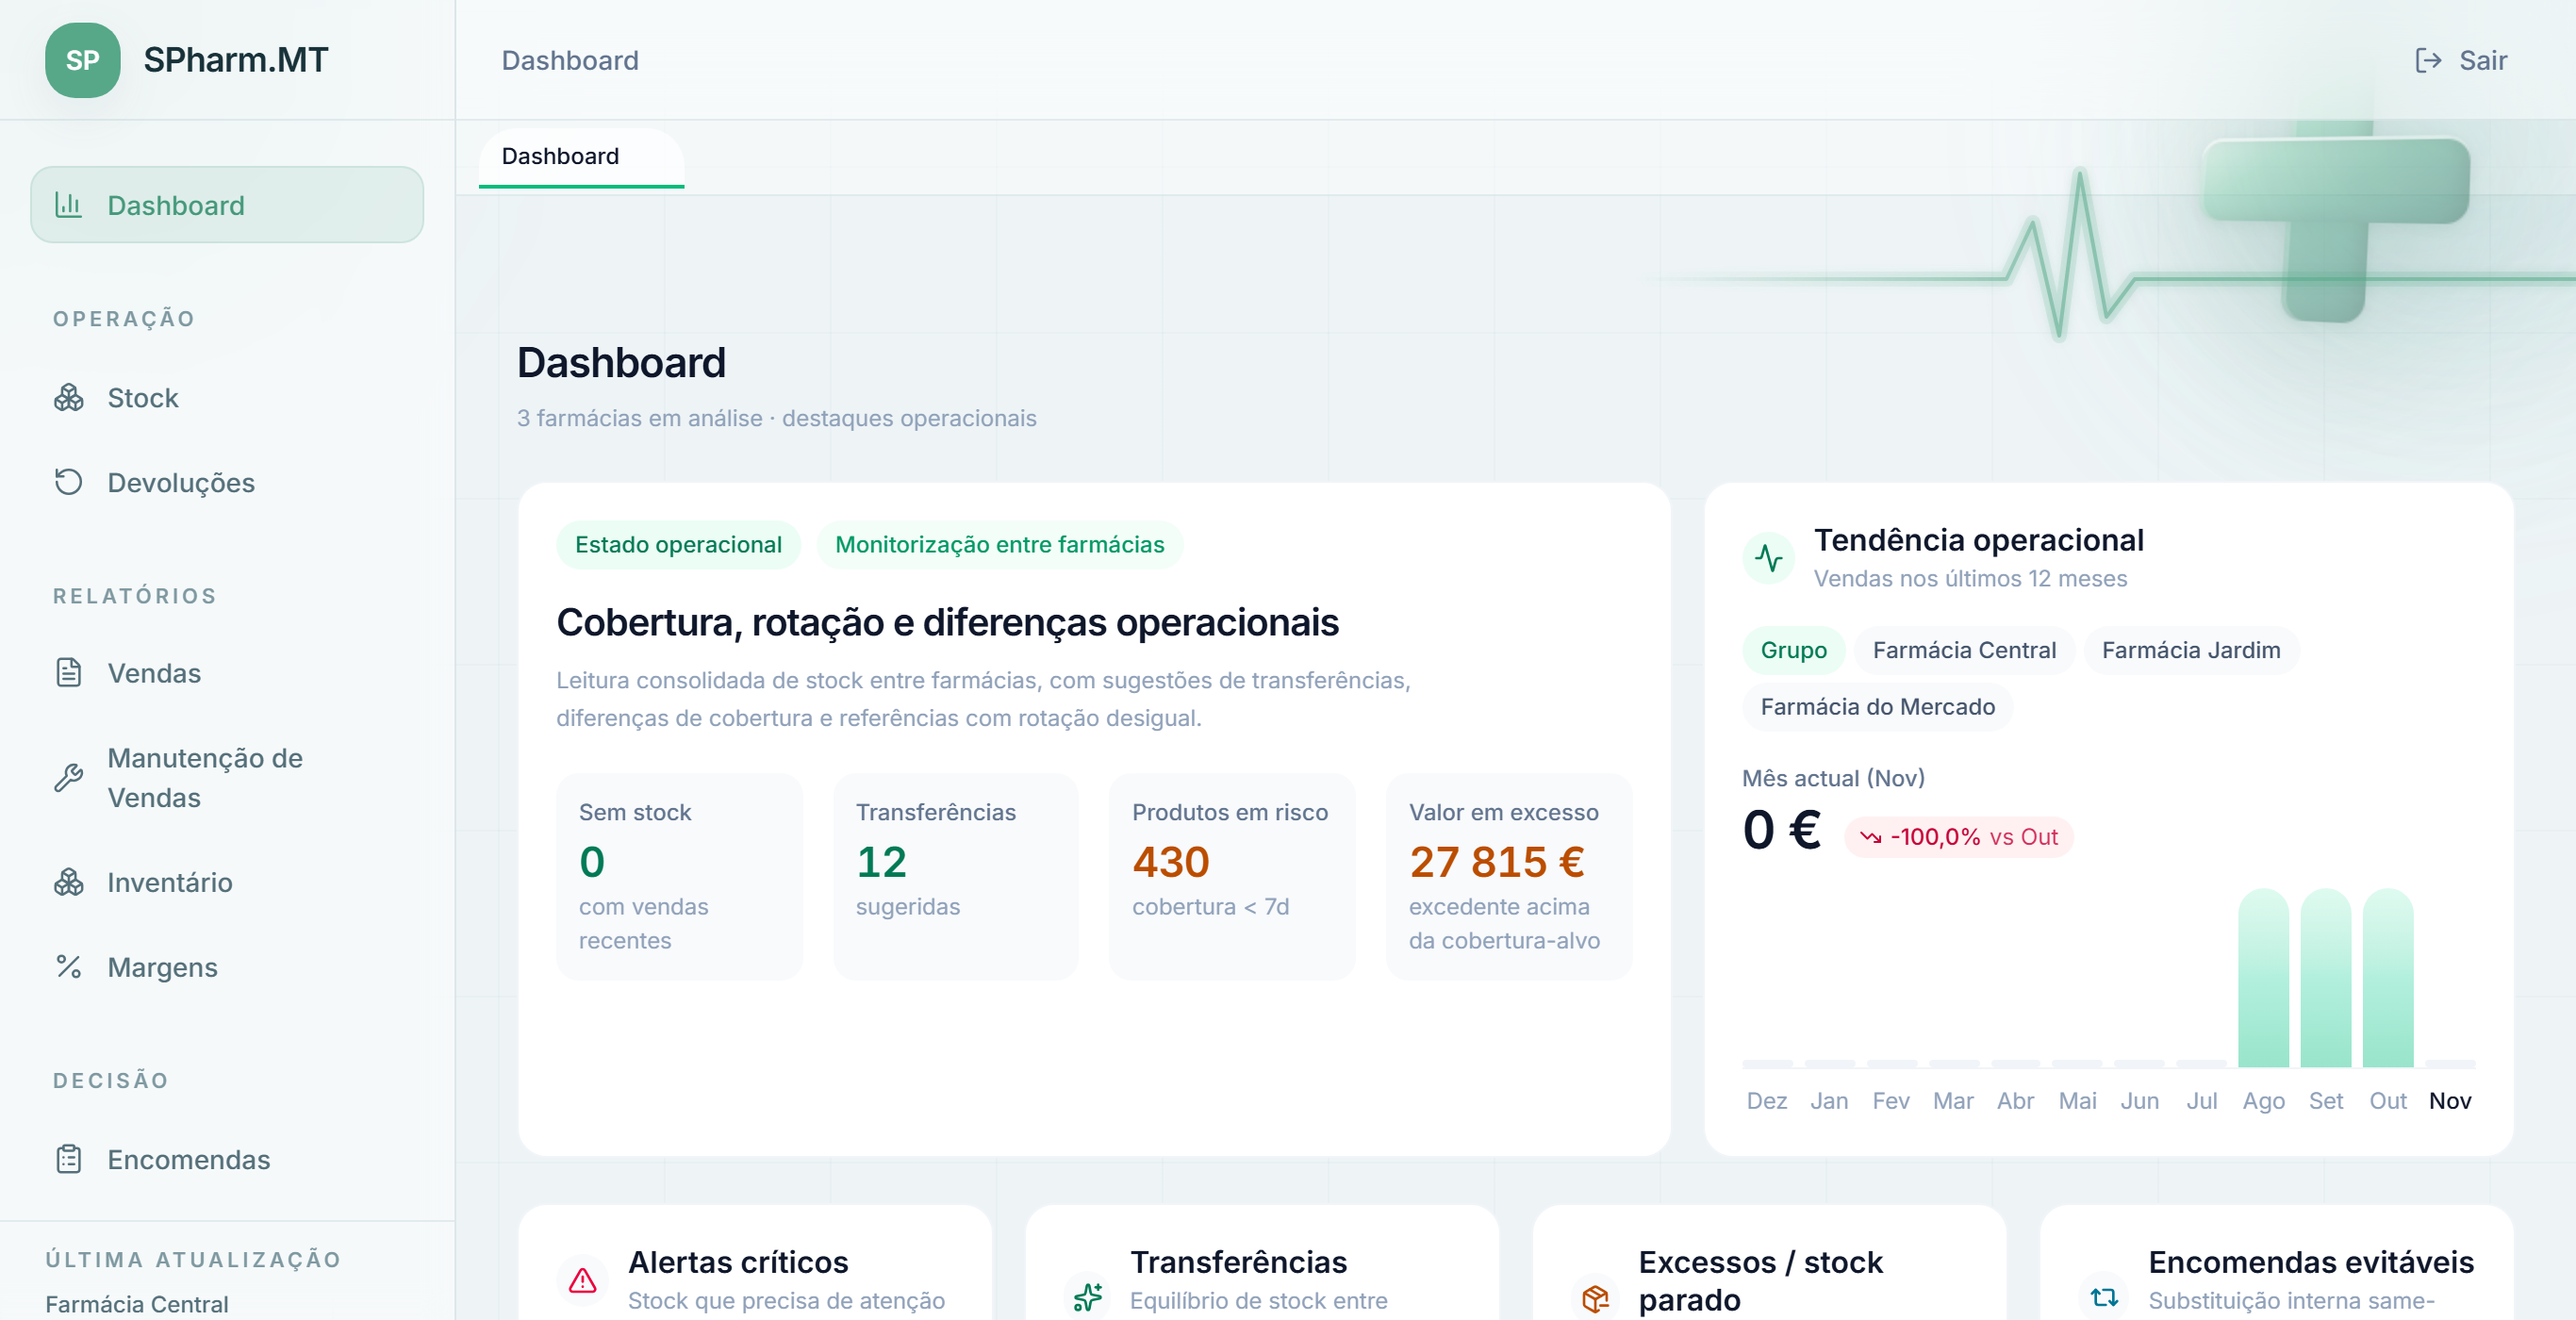 SP
SPharm.MT
Dashboard
Sair
Dashboard
OPERAÇÃO
Stock
Devoluções
RELATÓRIOS
Vendas
Manutenção de
Vendas
Inventário
Margens
DECISÃO
Encomendas
ÚLTIMA ATUALIZAÇÃO
Farmácia Central
Dashboard
Dashboard
3 farmácias em análise · destaques operacionais
Estado operacional
Monitorização entre farmácias
Cobertura, rotação e diferenças operacionais
Leitura consolidada de stock entre farmácias, com sugestões de transferências,
diferenças de cobertura e referências com rotação desigual.
Sem stock
0
com vendas
recentes
Transferências
12
sugeridas
Produtos em risco
430
cobertura < 7d
Valor em excesso
27 815 €
excedente acima
da cobertura-alvo
Tendência operacional
Vendas nos últimos 12 meses
Grupo
Farmácia Central
Farmácia Jardim
Farmácia do Mercado
Mês actual (Nov)
0 €
-100,0% vs Out
Dez Jan Fev Mar Abr Mai Jun Jul Ago Set Out Nov
Alertas críticos
Stock que precisa de atenção
Transferências
Equilíbrio de stock entre
Excessos / stock
parado
Encomendas evitáveis
Substituição interna same-